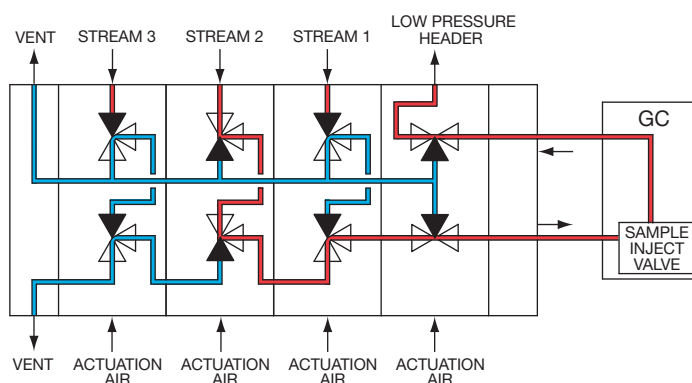 VENT
STREAM 3
STREAM 2
STREAM 1
LOW PRESSURE
HEADER
GC
SAMPLE
INJECT
VALVE
VENT
ACTUATION
AIR
ACTUATION
AIR
ACTUATION
AIR
ACTUATION
AIR